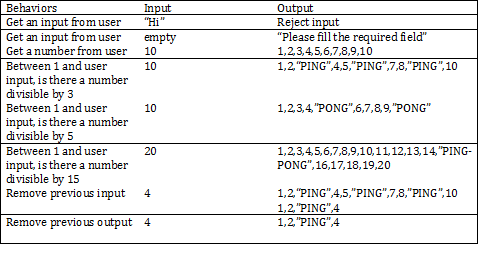 Behaviors Input Output
Get an input from user “Hi” Reject input
Get an input from user empty “Please fill the required field”
Get a number from user 10 1,2,3,4,5,6,7,8,9,10
Between 1 and user 10 1,2,“PING”,4,5,”PING”,7,8,”PING”,10
input, is there a number
divisible by 3
Between 1 and user 10 1,2,3,4,”PONG”,6,7,8,9,”PONG”
input, is there a number
divisible by 5
Between 1 and user 20 1,2,3,4,5,6,7,8,9,10,11,12,13,14,”PING-
input, is there a number PONG”,16,17,18,19,20
divisible by 15
Remove previous input 4 1,2,”PING”,4,5,”PING”,7,8,”PING”,10
1,2,”PING”,4
Remove previous output 4 1,2,”PING”,4